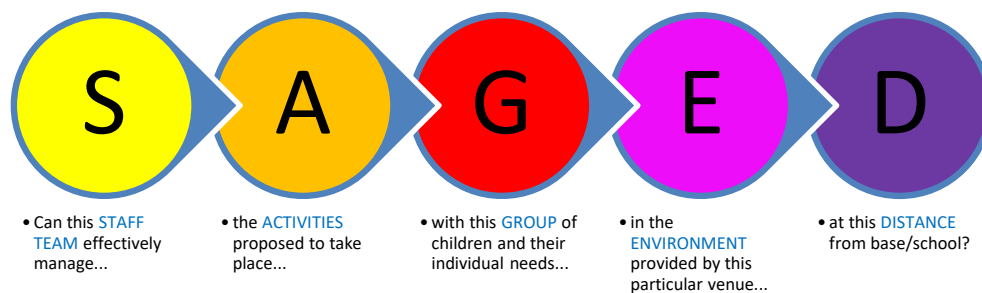 S
A
G
E
D
• Can this STAFF
TEAM effectively
manage...
• the ACTIVITIES
proposed to take
place...
• with this GROUP of
children and their
individual needs...
• in the
ENVIRONMENT
provided by this
particular venue...
• at this DISTANCE
from base/school?